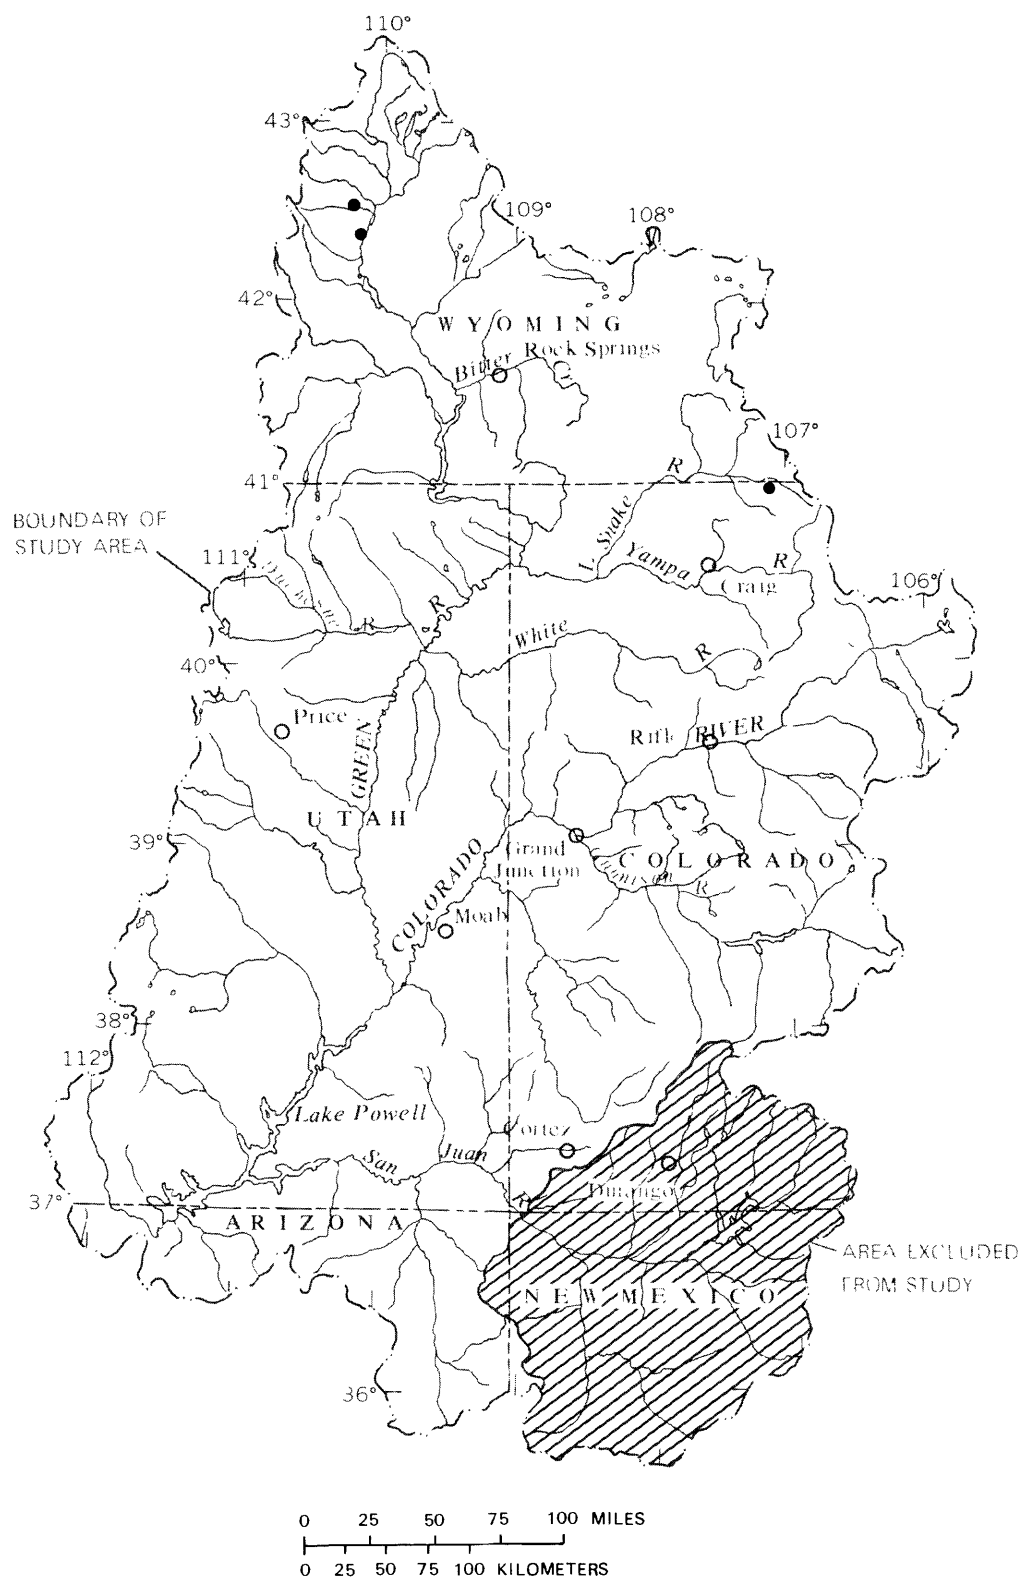 110°
43°
109°
108°
42°
WYOMING
Rock Springs
Bitter
Cr
107°
R
41°
Snake
L
BOUNDARY OF
STUDY AREA
111°
Duchesne
R
R
Yampa
R
Craig
106°
White
R
40°
Price
GREEN
Rifle
RIVER
UTAH
39°
COLORADO
Grand
Junction
COLORADO
Gunnison
R
Moab
38°
112°
Lake Powell
Cortez
San
Juan
R
Durango
37°
ARIZONA
AREA EXCLUDED
FROM STUDY
NEW MEXICO
36°
0 25 50 75 100 MILES
0 25 50 75 100 KILOMETERS